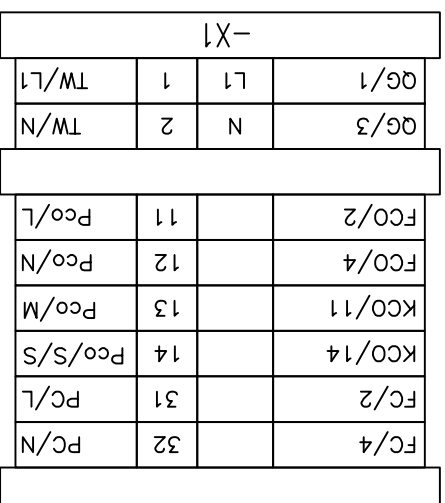 FC/4 32 PC/N
FC/2 31 PC/L
KCO/14 14 Pco/S/S
KCO/11 13 Pco/M
FCO/4 12 Pco/N
FCO/2 11 Pco/L
QG/3 N 2 TW/N
QG/1 L1 1 TW/L1
-X1